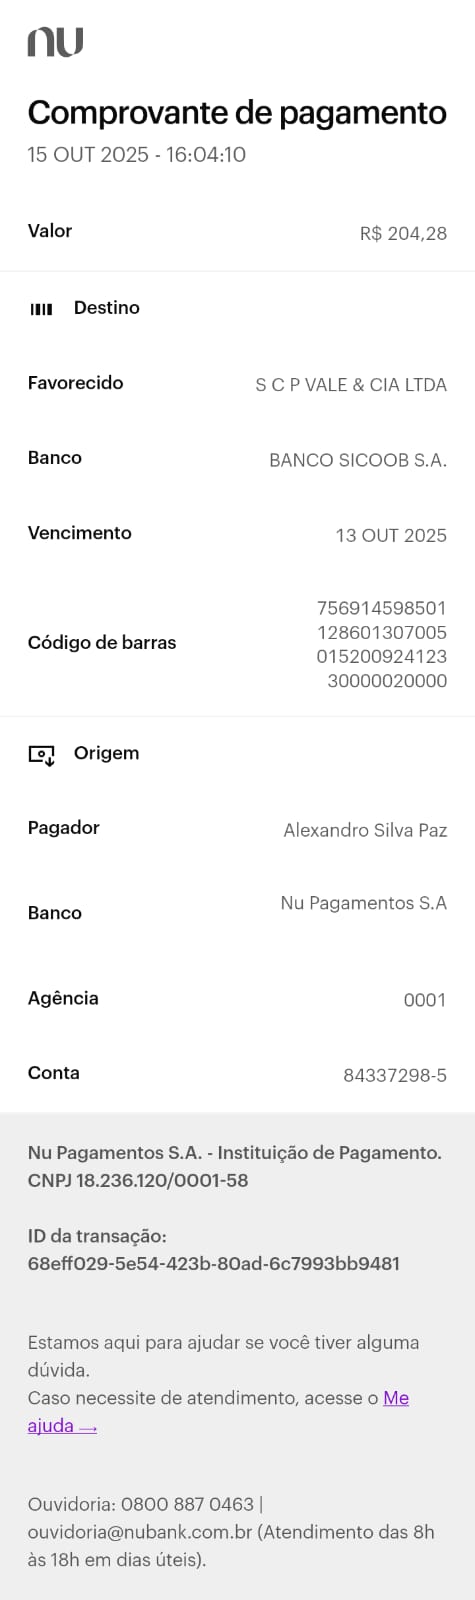 nu
Comprovante de pagamento
15 OUT 2025 - 16:04:10
Valor R$ 204,28
Destino
Favorecido S C P VALE & CIA LTDA
Banco BANCO SICOOB S.A.
Vencimento 13 OUT 2025
Código de barras
756914598501
128601307005
015200924123
30000020000
Origem
Pagador Alexandro Silva Paz
Banco Nu Pagamentos S.A
Agência 0001
Conta 84337298-5
Nu Pagamentos S.A. - Instituição de Pagamento.
CNPJ 18.236.120/0001-58
ID da transação:
68eff029-5e54-423b-80ad-6c7993bb9481
Estamos aqui para ajudar se você tiver alguma
dúvida.
Caso necessite de atendimento, acesse o Me
ajuda →
Ouvidoria: 0800 887 0463 |
ouvidoria@nubank.com.br (Atendimento das 8h
às 18h em dias úteis).